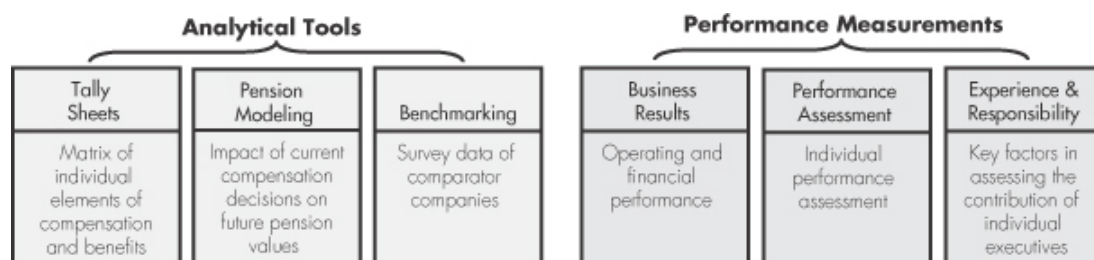 Analytical Tools
Tally
Sheets
Matrix of
individual
elements of
compensation
and benefits
Pension
Modeling
Impact of current
compensation
decisions on
future pension
values
Benchmarking
Survey data of
comparator
companies
Performance Measurements
Business
Results
Operating and
financial
performance
Performance
Assessment
Individual
performance
assessment
Experience &
Responsibility
Key factors in
assessing the
contribution of
individual
executives